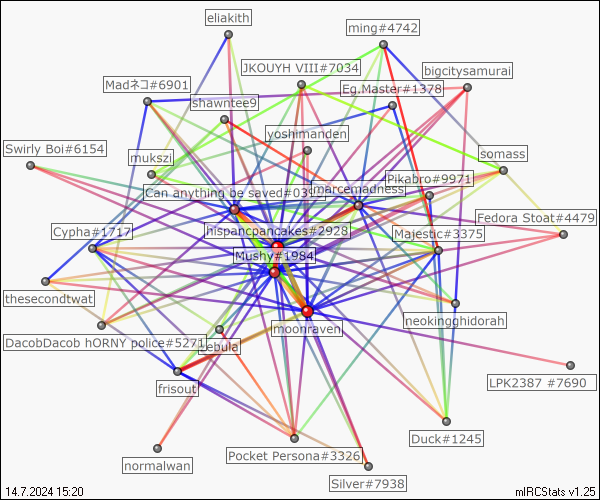 eliakith
ming#4742
JKOUYH VIII#7034
bigcitysamurai
Madネコ#6901
Eg.Master#1378
shawntee9
yoshimanden
Swirly Boi#6154
mukszi
somass
Pikabro#9971
Can anything be saved#039
marcemadness
Fedora Stoat#4479
Cypha#1717
hispancpancakes#2928
Majestic#3375
Mushy#1984
thesecondtwat
neokingghidorah
moonraven
DacobDacob hORNY police#5271
zebula
frisout
LPK2387 #7690
Duck#1245
Pocket Persona#3326
normalwan
Silver#7938
14.7.2024 15:20
mIRCStats v1.25